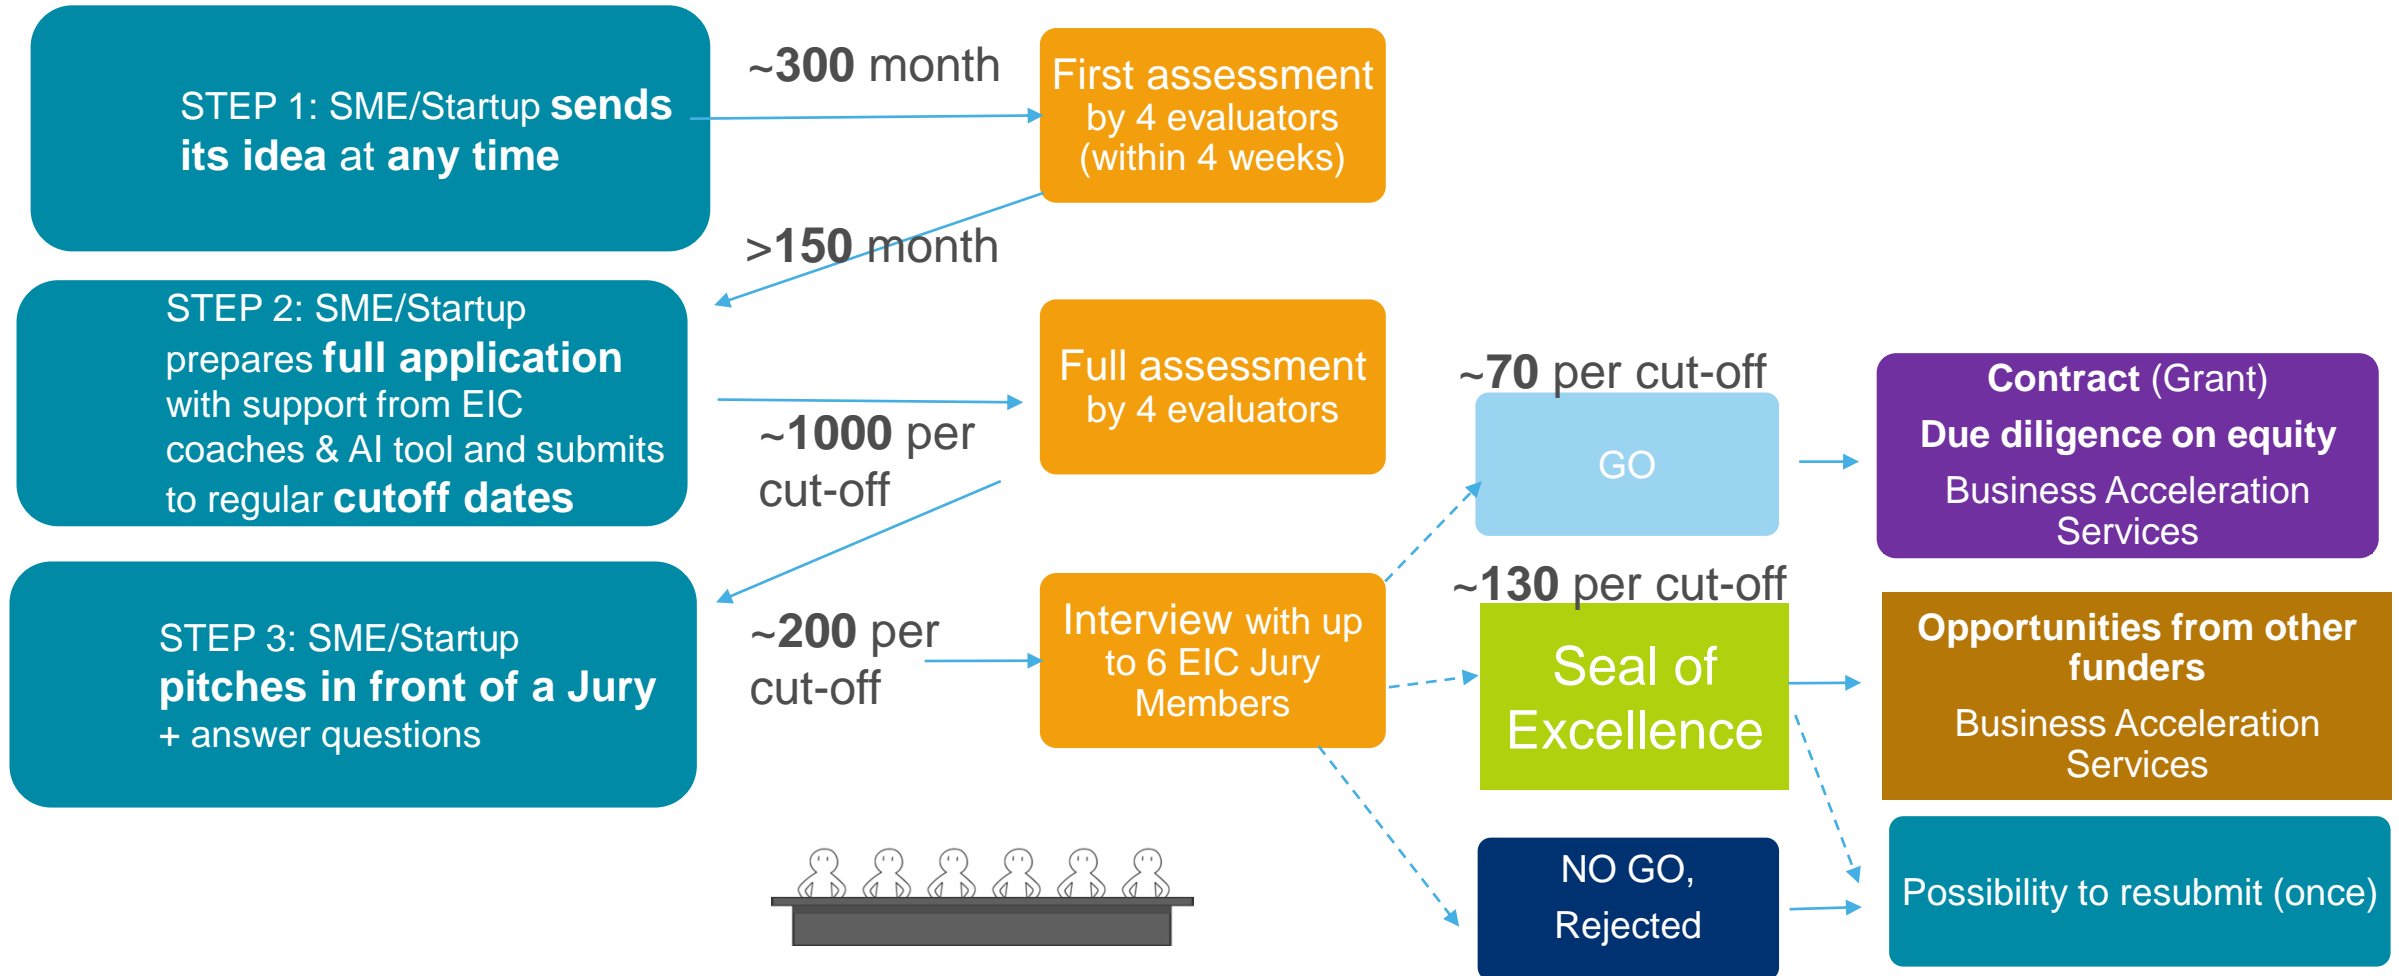 STEP 1: SME/Startup sends
its idea at any time
~300 month
First assessment
by 4 evaluators
(within 4 weeks)
>150 month
STEP 2: SME/Startup
prepares full application
with support from EIC
coaches & AI tool and submits
to regular cutoff dates
~1000 per
cut-off
Full assessment
by 4 evaluators
STEP 3: SME/Startup
pitches in front of a Jury
+ answer questions
~200 per
cut-off
Interview with up
to 6 EIC Jury
Members
~70 per cut-off
GO
Contract (Grant)
Due diligence on equity
Business Acceleration
Services
~130 per cut-off
Seal of
Excellence
Opportunities from other
funders
Business Acceleration
Services
NO GO,
Rejected
Possibility to resubmit (once)